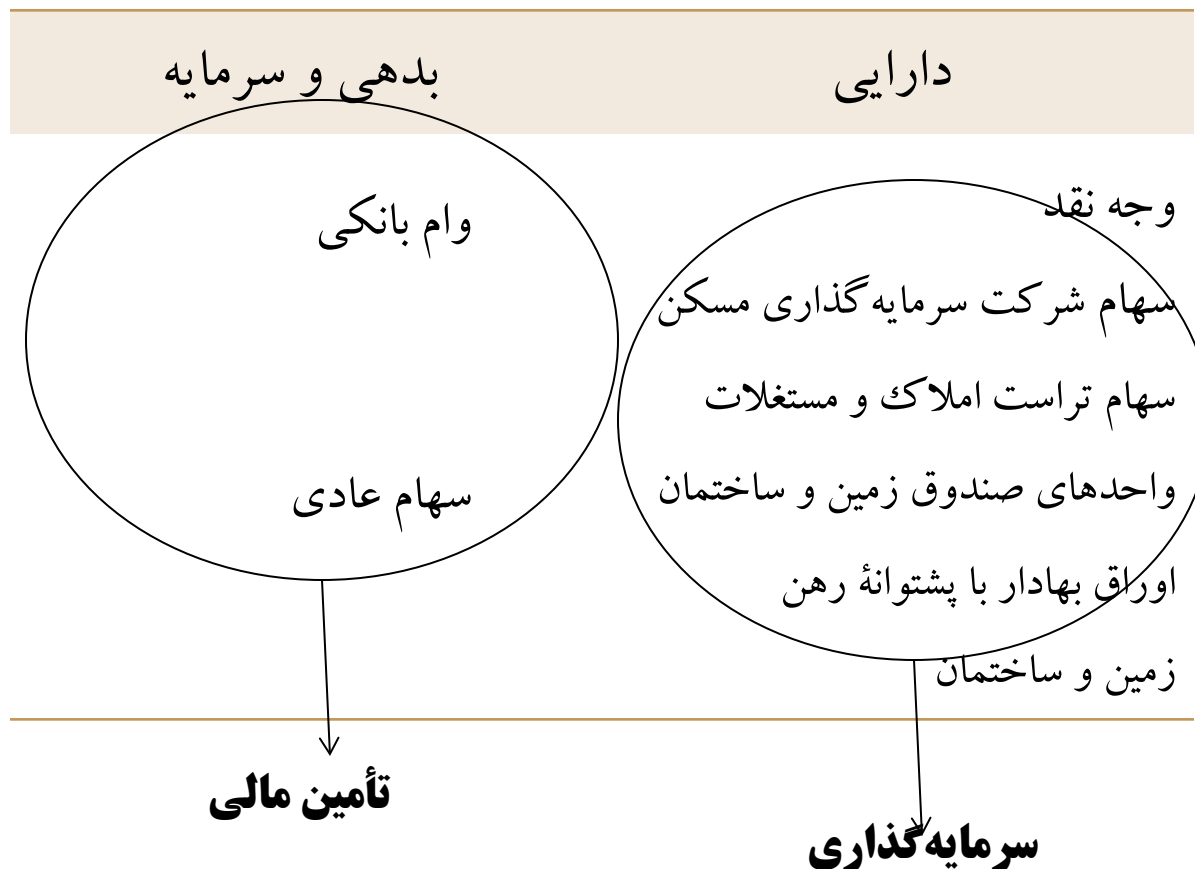 دارایی
بدهی و سرمایه
وجه نقد
سهام شرکت سرمایه‌گذاری مسکن
سهام تراست املاک و مستغلات
واحدهای صندوق زمین و ساختمان
اوراق بهادار با پشتوانهٔ رهن
زمین و ساختمان
وام بانکی
سهام عادی
تأمین مالی
سرمایه‌گذاری